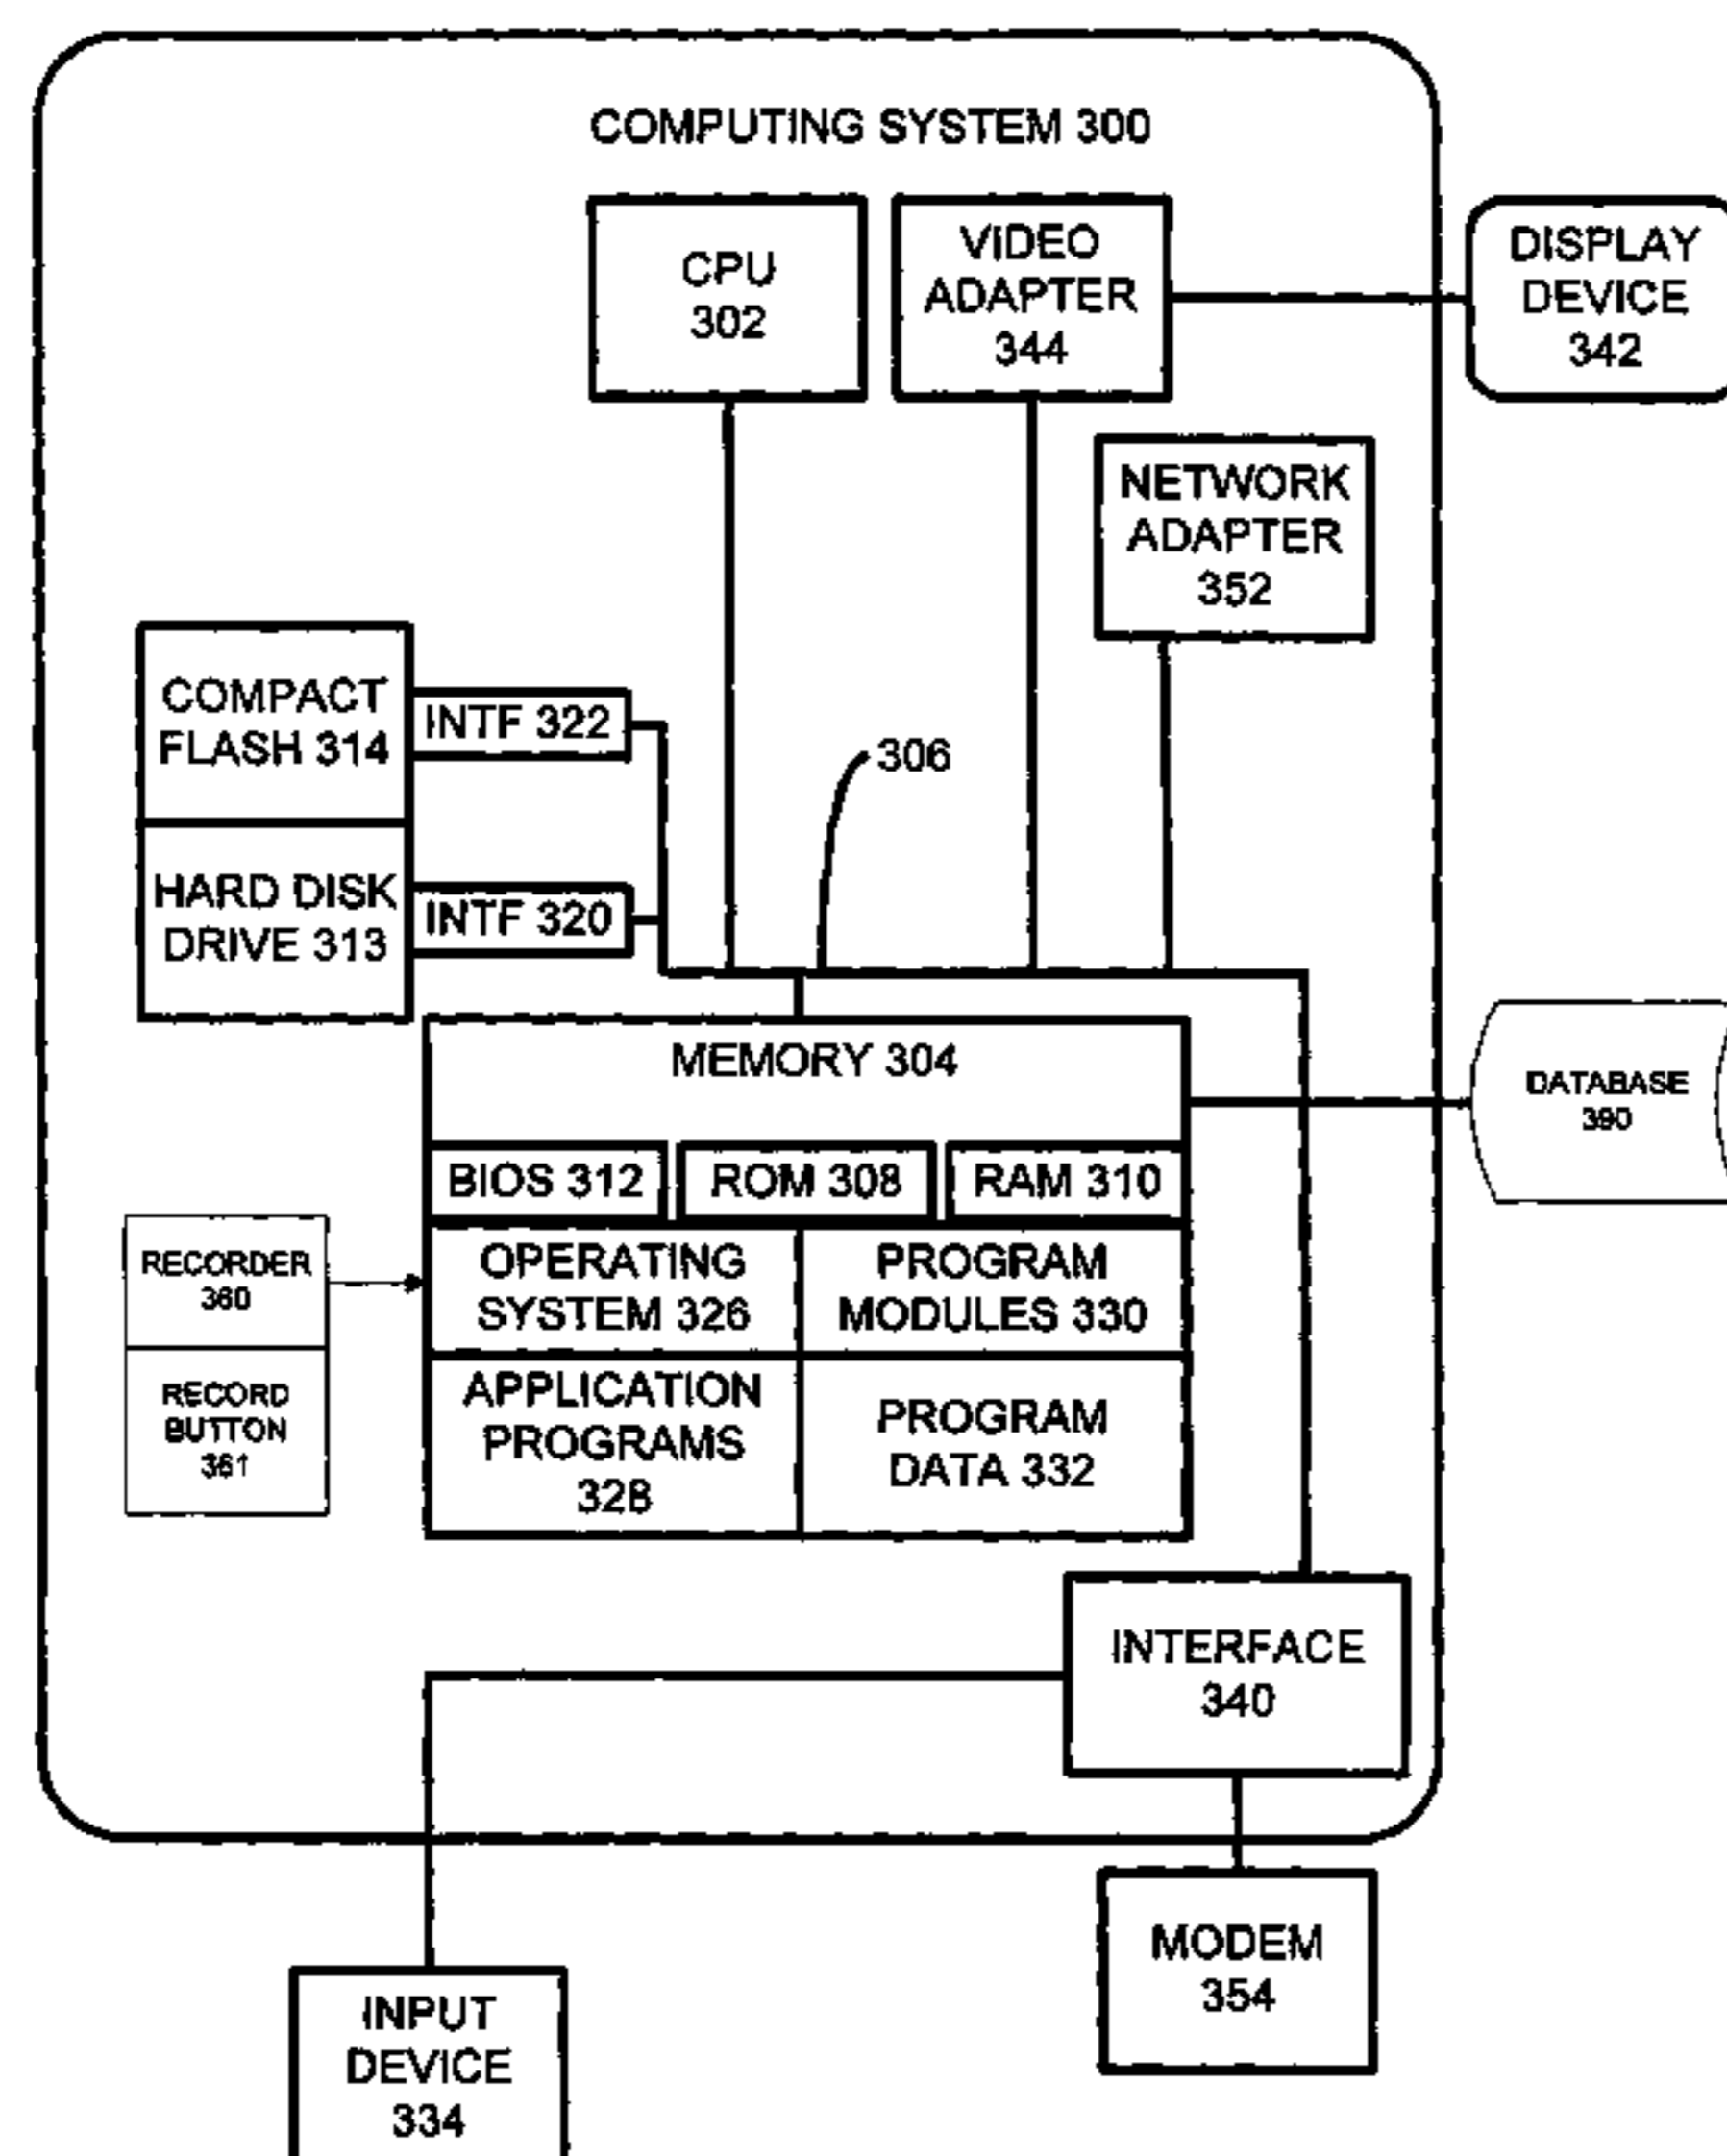 COMPUTING SYSTEM 300
CPU
302
VIDEO
ADAPTER
344
DISPLAY
DEVICE
342
NETWORK
ADAPTER
352
COMPACT
FLASH 314
INTF 322
306
HARD DISK
DRIVE 313
INTF 320
MEMORY 304
DATABASE
390
BIOS 312
ROM 308
RAM 310
RECORDER
360
OPERATING
SYSTEM 326
PROGRAM
MODULES 330
RECORD
BUTTON
361
APPLICATION
PROGRAMS
328
PROGRAM
DATA 332
INTERFACE
340
MODEM
354
INPUT
DEVICE
334